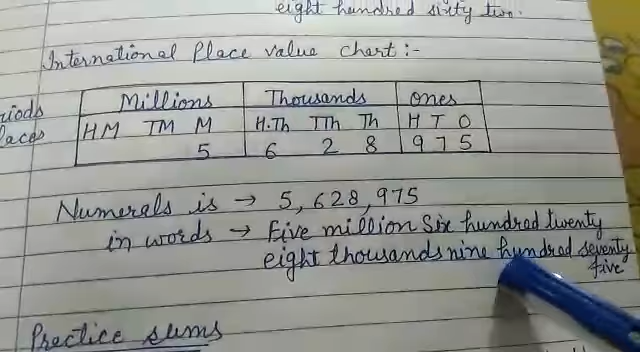 eight hundred sixty two.
International Place value chart :-
riods Millions Thousands Ones
laces HM TM M H.Th TTh Th H T O
5 6 2 8 9 7 5
Numerals is → 5,628,975
in words → Five million Six hundred twenty
eight thousands nine hundred seventy
five
Prectice sums